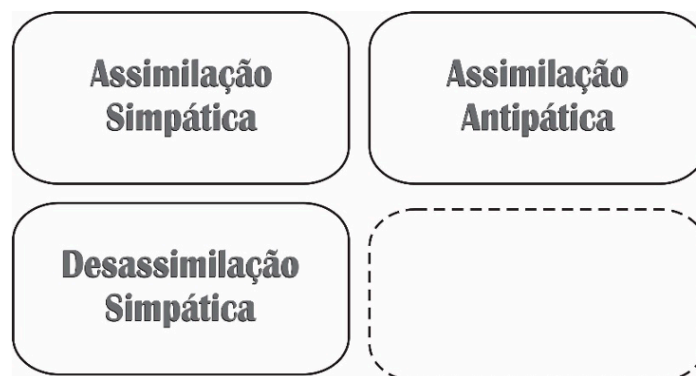 Assimilação
Simpática
Assimilação
Antipática
Desassimilação
Simpática